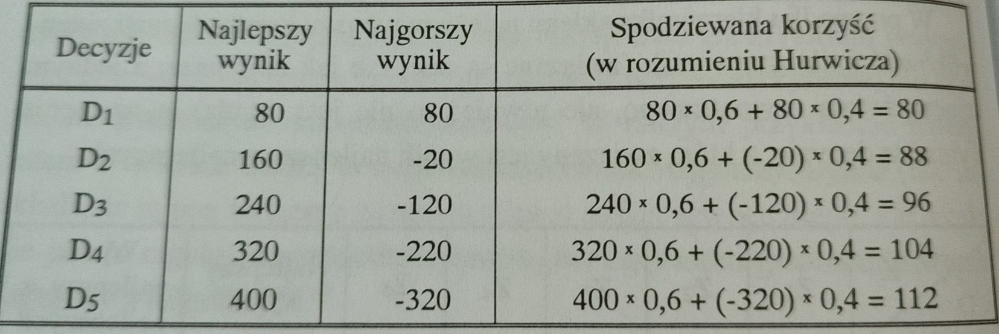 Decyzje | Najlepszy wynik | Najgorszy wynik | Spodziewana korzyść (w rozumieniu Hurwicza)
D1 | 80 | 80 | 80 x 0,6 + 80 x 0,4 = 80
D2 | 160 | -20 | 160 x 0,6 + (-20) x 0,4 = 88
D3 | 240 | -120 | 240 x 0,6 + (-120) x 0,4 = 96
D4 | 320 | -220 | 320 x 0,6 + (-220) x 0,4 = 104
D5 | 400 | -320 | 400 x 0,6 + (-320) x 0,4 = 112